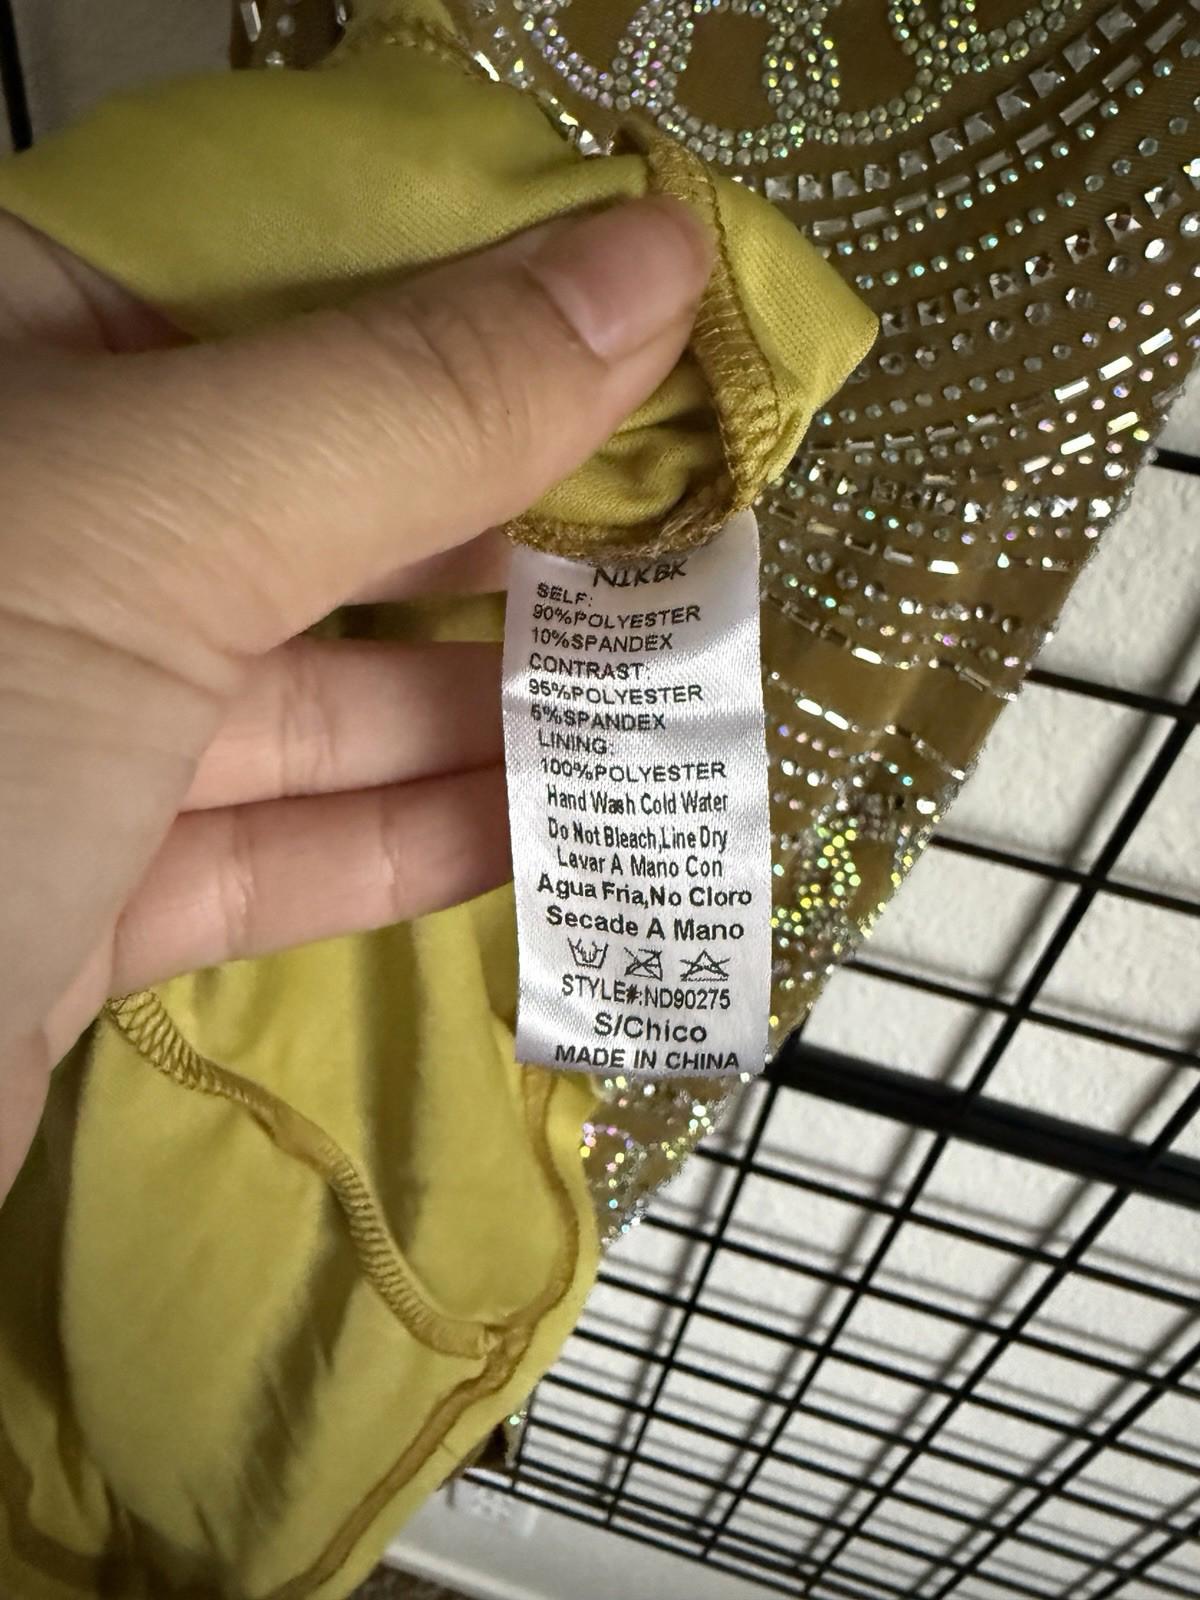 NIKBK
SELF:
90%POLYESTER
10%SPANDEX
CONTRAST:
95%POLYESTER
5%SPANDEX
LINING:
100%POLYESTER
Hand Wash Cold Water
Do Not Bleach,Line Dry
Lavar A Mano Con
Agua Fria,No Cloro
Secade A Mano
STYLE#:ND90275
S/Chico
MADE IN CHINA